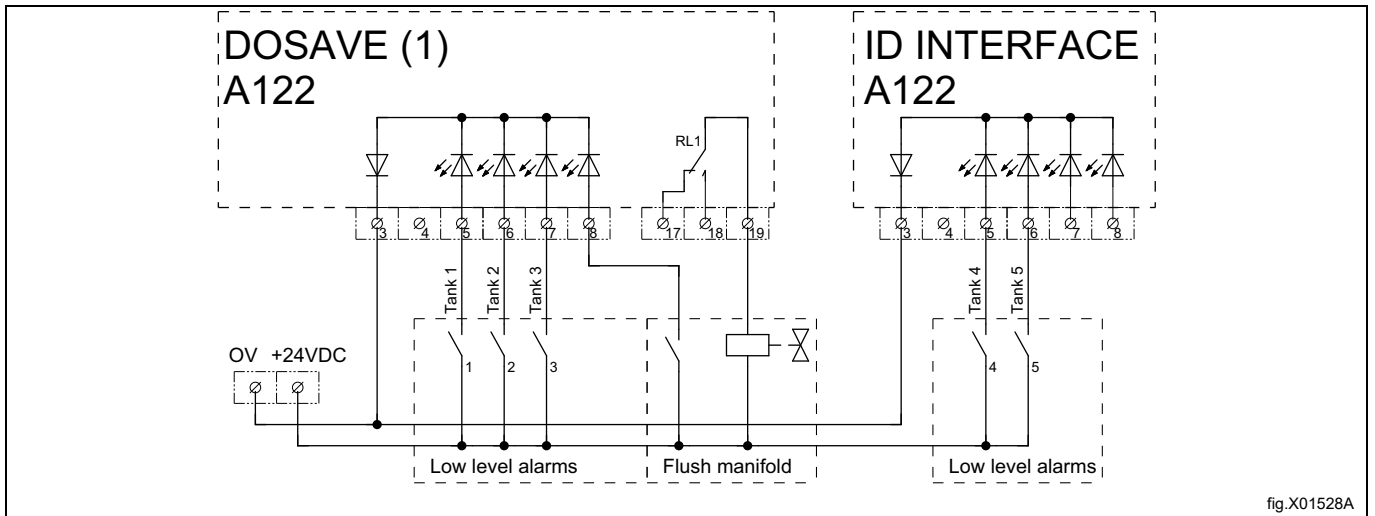 DOSAVE (1)
A122
ID INTERFACE
A122
RL1
3 4 5 6 7 8 17 18 19 3 4 5 6 7 8
Tank 1
Tank 2
Tank 3
Tank 4
Tank 5
OV +24VDC
1 2 3 4 5
Low level alarms
Flush manifold
Low level alarms
fig.X01528A